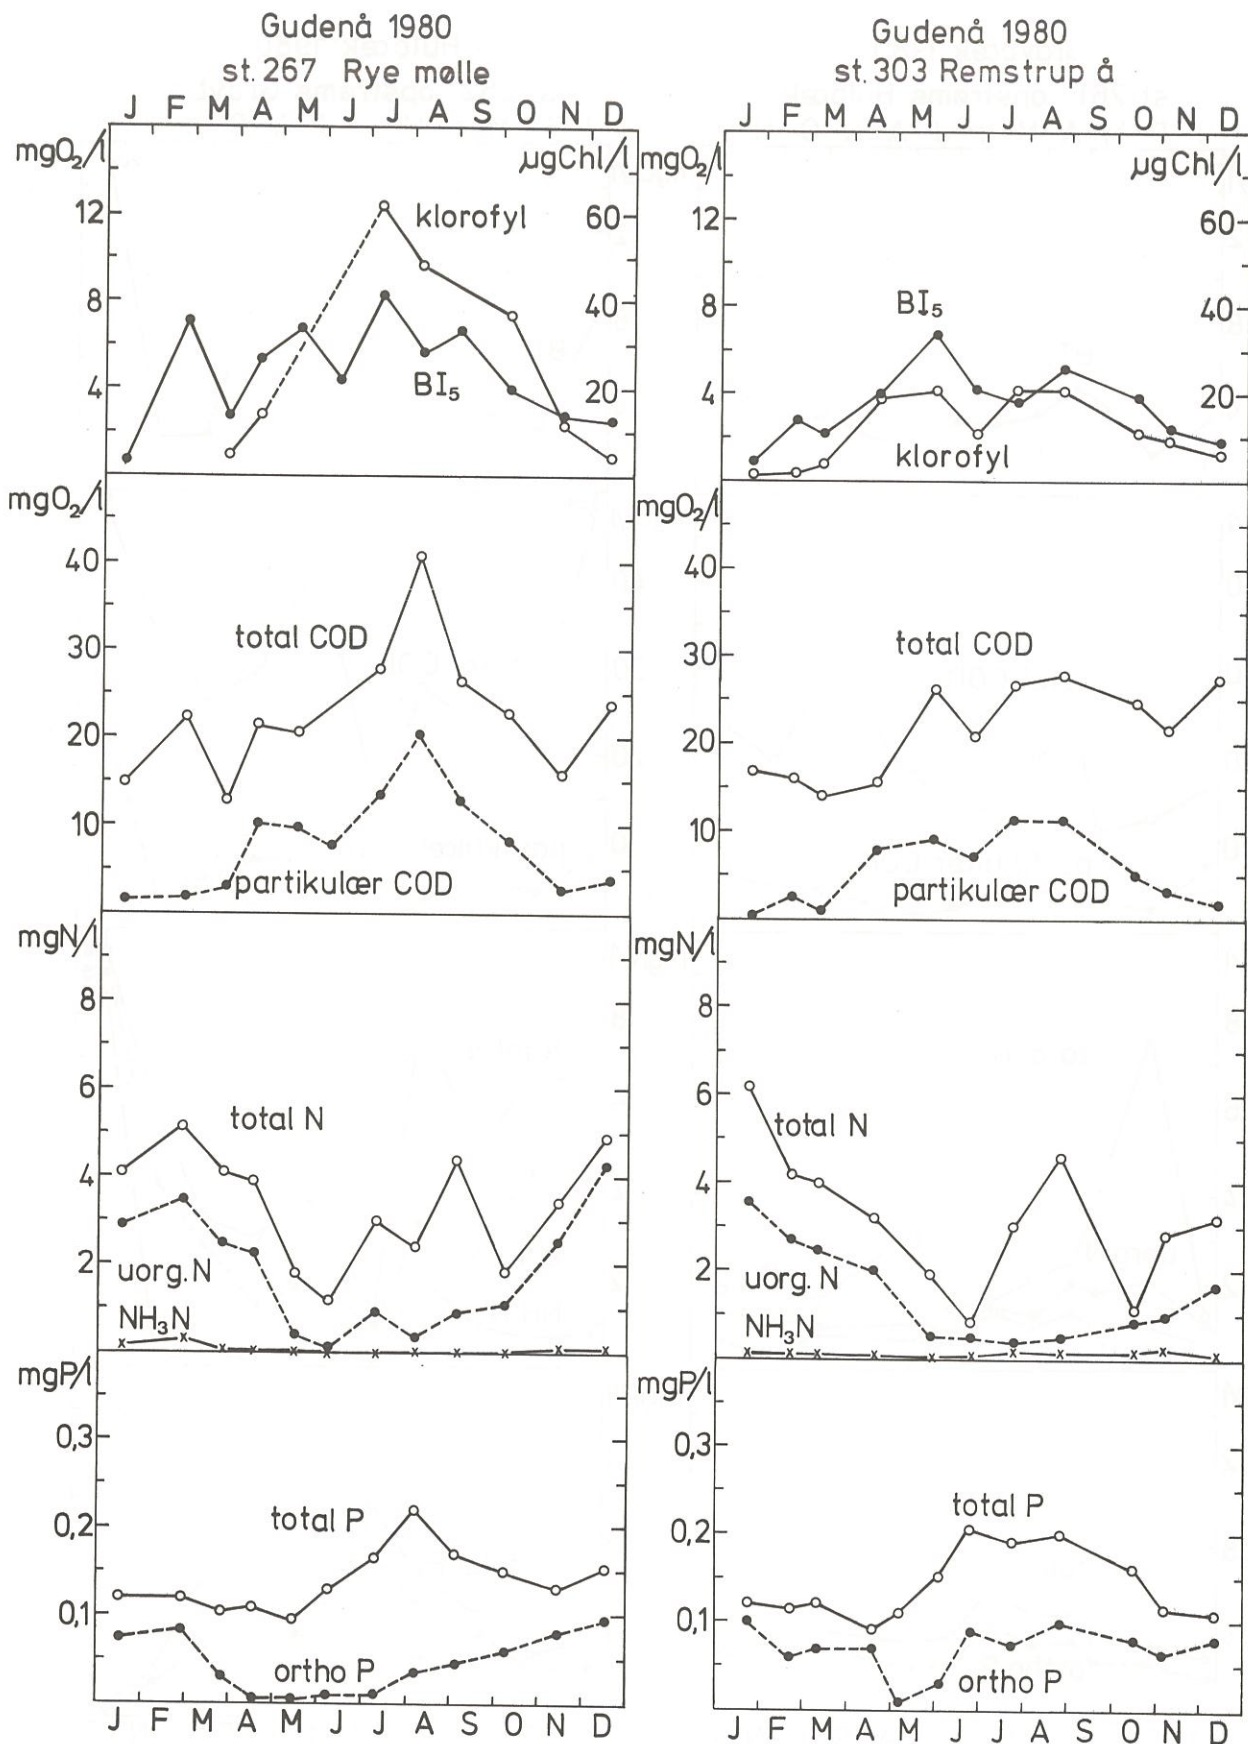 Gudenå 1980
st. 267 Rye mølle
J F M A M J J A S O N D
mgO₂/l
µgChl/l
12
8
4
60
40
20
klorofyl
BI₅
mgO₂/l
40
30
20
10
total COD
partikulær COD
mgN/l
8
6
4
2
total N
uorg. N
NH₃N
mgP/l
0,3
0,2
0,1
total P
ortho P
J F M A M J J A S O N D
Gudenå 1980
st. 303 Remstrup å
J F M A M J J A S O N D
mgO₂/l
µgChl/l
12
8
4
60
40
20
BI₅
klorofyl
mgO₂/l
40
30
20
10
total COD
partikulær COD
mgN/l
8
6
4
2
total N
uorg. N
NH₃N
mgP/l
0,3
0,2
0,1
total P
ortho P
J F M A M J J A S O N D